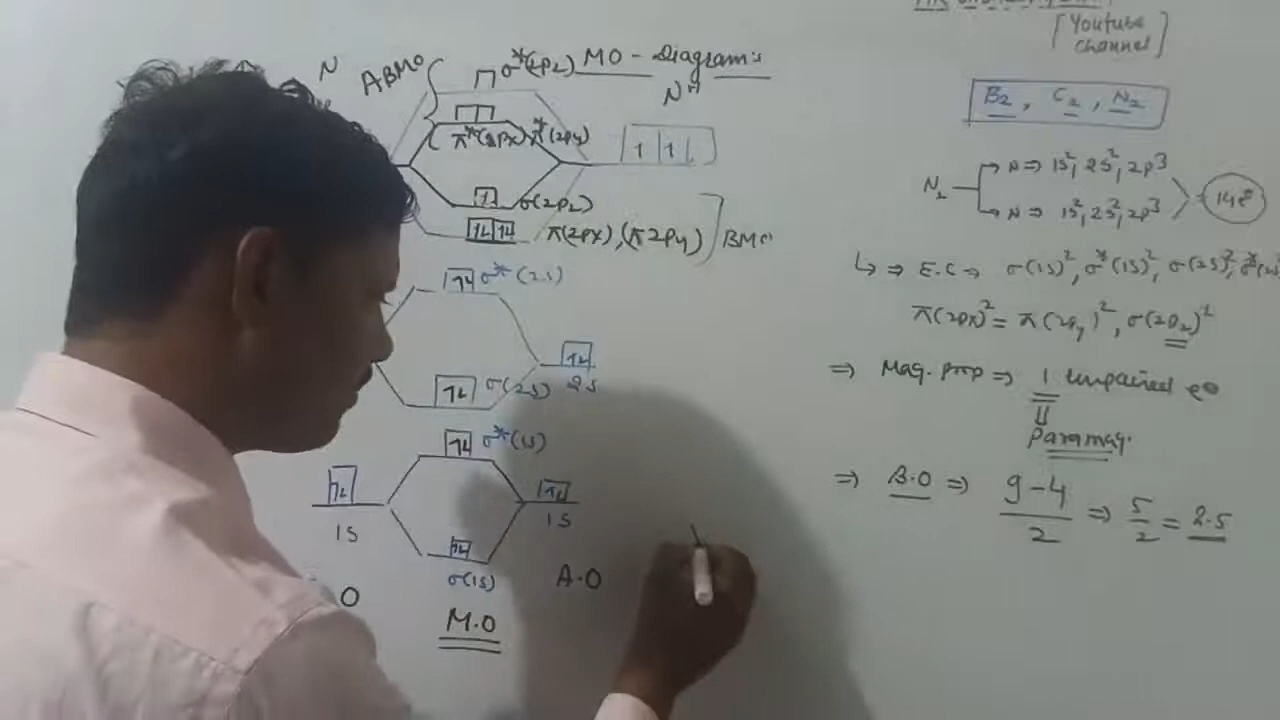 [Youtube
channel]
MO - Diagram's
N
ABMO
σ*(2pz)
N⁺
π*(2px) π*(2py)
1 1
σ(2pz)
π(2px), (π2py) ] BMO
σ*(2s)
σ(2s)
2s
σ*(1s)
1s
1s
σ(1s)
A.O
O
M.O
B2, C2, N2
N2
N ⇒ 1s², 2s², 2p³
N ⇒ 1s², 2s², 2p³
14e⁻
↳ ⇒ E.C ⇒ σ(1s)², σ*(1s)², σ(2s)², σ*(2s
π(2px)² = π(2py)², σ(2pz)¹
⇒ Mag. prop ⇒ 1 unpaired e⊖
⇓
Paramag.
⇒ B.O ⇒ 9-4/2 ⇒ 5/2 = 2.5